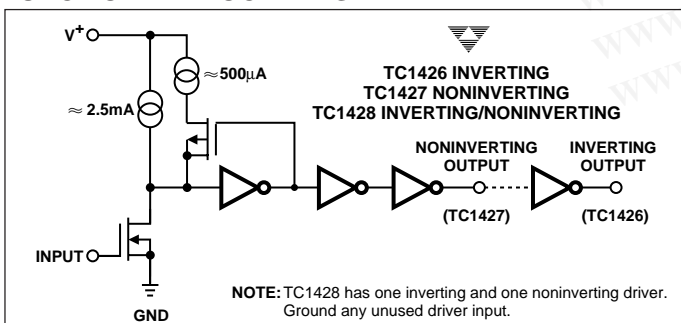 V+
≈500µA
≈ 2.5mA
TC1426 INVERTING
TC1427 NONINVERTING
TC1428 INVERTING/NONINVERTING
NONINVERTING
OUTPUT
(TC1427)
INVERTING
OUTPUT
(TC1426)
INPUT
GND
NOTE: TC1428 has one inverting and one noninverting driver.
Ground any unused driver input.